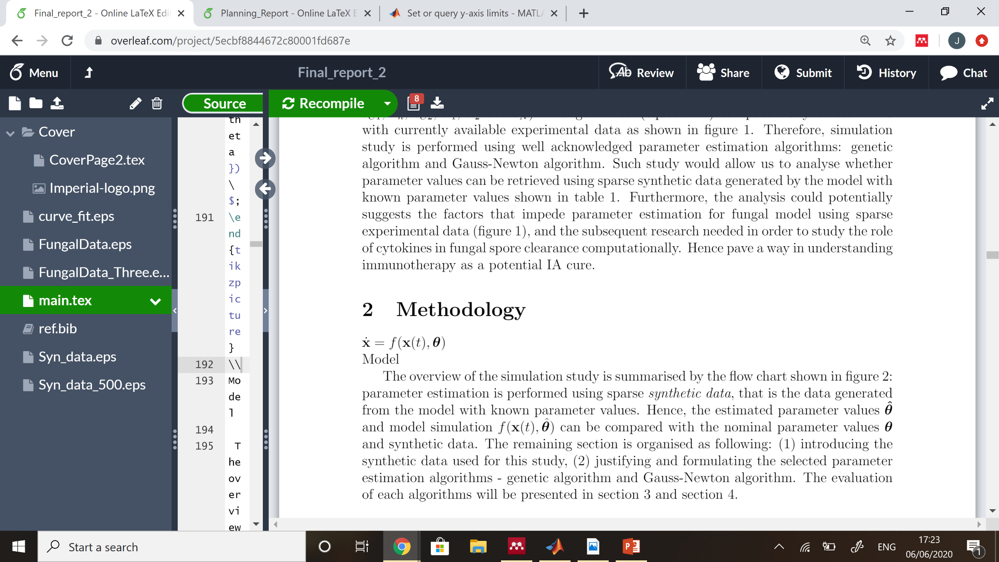 Final_report_2 - Online LaTeX Edi
Planning_Report - Online LaTeX E
Set or query y-axis limits - MATL
overleaf.com/project/5ecbf8844672c80001fd687e
J
Menu
Final_report_2
Review
Share
Submit
History
Chat
Source
Recompile
8
Cover
CoverPage2.tex
Imperial-logo.png
curve_fit.eps
FungalData.eps
FungalData_Three.e...
main.tex
ref.bib
Syn_data.eps
Syn_data_500.eps
th
et
a
})
\
$;
191 \e
nd
{t
ik
zp
ic
tu
re
}
192 \\
193 Mo
de
l
194
195 T
he
ov
er
vi
ew
with currently available experimental data as shown in figure 1. Therefore, simulation
study is performed using well acknowledged parameter estimation algorithms: genetic
algorithm and Gauss-Newton algorithm. Such study would allow us to analyse whether
parameter values can be retrieved using sparse synthetic data generated by the model with
known parameter values shown in table 1. Furthermore, the analysis could potentially
suggests the factors that impede parameter estimation for fungal model using sparse
experimental data (figure 1), and the subsequent research needed in order to study the role
of cytokines in fungal spore clearance computationally. Hence pave a way in understanding
immunotherapy as a potential IA cure.
2 Methodology
ẋ = f(x(t), θ)
Model
The overview of the simulation study is summarised by the flow chart shown in figure 2:
parameter estimation is performed using sparse synthetic data, that is the data generated
from the model with known parameter values. Hence, the estimated parameter values θ̂
and model simulation f(x(t), θ̂) can be compared with the nominal parameter values θ
and synthetic data. The remaining section is organised as following: (1) introducing the
synthetic data used for this study, (2) justifying and formulating the selected parameter
estimation algorithms - genetic algorithm and Gauss-Newton algorithm. The evaluation
of each algorithms will be presented in section 3 and section 4.
Start a search
ENG
17:23
06/06/2020
1